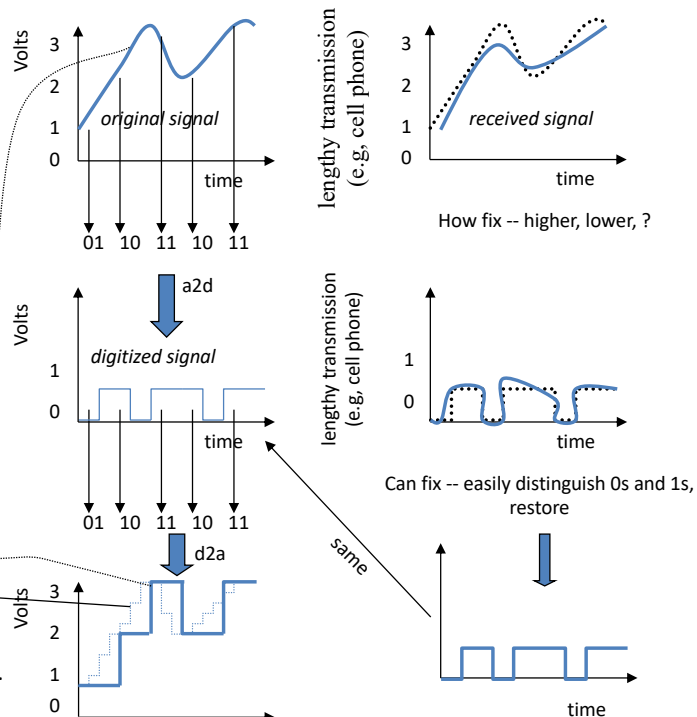 Volts
3
2
1
0
original signal
time
01 10 11 10 11
lengthy transmission
(e.g, cell phone)
3
2
1
0
received signal
time
How fix -- higher, lower, ?
a2d
Volts
digitized signal
1
0
time
01 10 11 10 11
lengthy transmission
(e.g, cell phone)
1
0
time
Can fix -- easily distinguish 0s and 1s,
restore
same
d2a
Volts
3
2
1
0
.
time